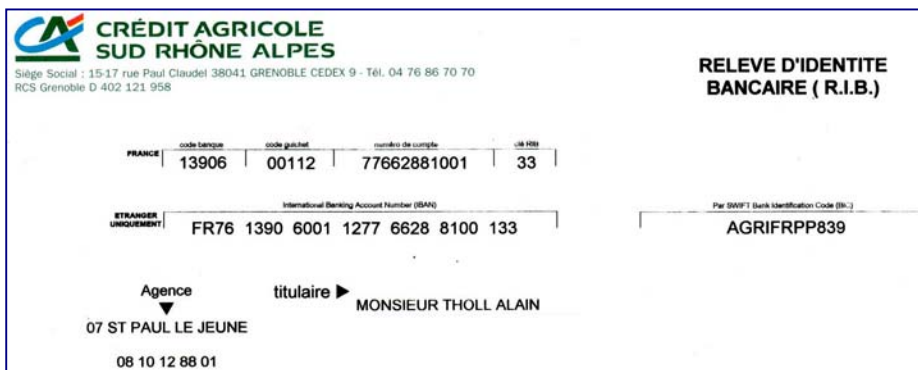 CRÉDIT AGRICOLE
SUD RHÔNE ALPES
Siège Social : 15-17 rue Paul Claudel 38041 GRENOBLE CEDEX 9 - Tél. 04 76 86 70 70
RCS Grenoble D 402 121 958
RELEVE D'IDENTITE
BANCAIRE ( R.I.B.)
code banque code guichet numéro de compte clé RIB
FRANCE 13906 00112 77662881001 33
International Banking Account Number (IBAN)
ETRANGER
UNIQUEMENT FR76 1390 6001 1277 6628 8100 133
Par SWIFT Bank Identification Code (BIC)
AGRIFRPP839
Agence titulaire
MONSIEUR THOLL ALAIN
07 ST PAUL LE JEUNE
08 10 12 88 01